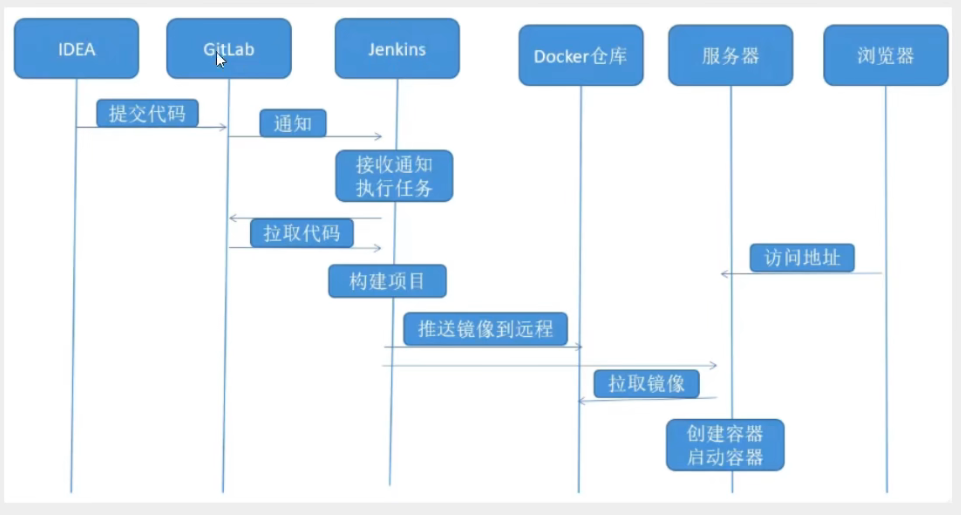 IDEA
GitLab
Jenkins
Docker仓库
服务器
浏览器
提交代码
通知
接收通知
执行任务
拉取代码
访问地址
构建项目
推送镜像到远程
拉取镜像
创建容器
启动容器